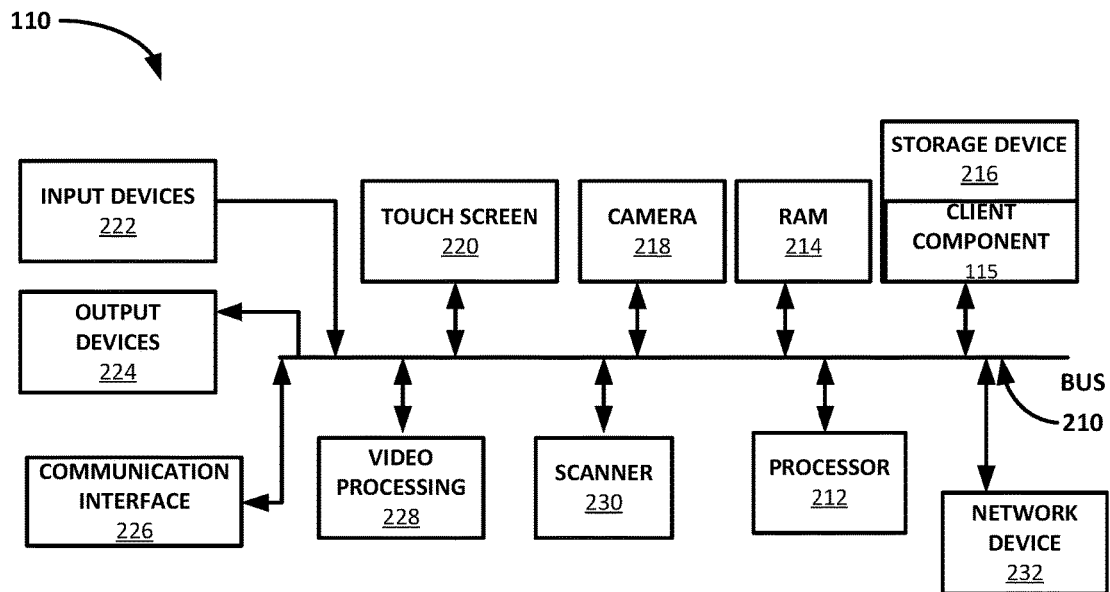 110
INPUT DEVICES
222
OUTPUT
DEVICES
224
COMMUNICATION
INTERFACE
226
TOUCH SCREEN
220
CAMERA
218
RAM
214
STORAGE DEVICE
216
CLIENT
COMPONENT
115
VIDEO
PROCESSING
228
SCANNER
230
PROCESSOR
212
BUS
210
NETWORK
DEVICE
232